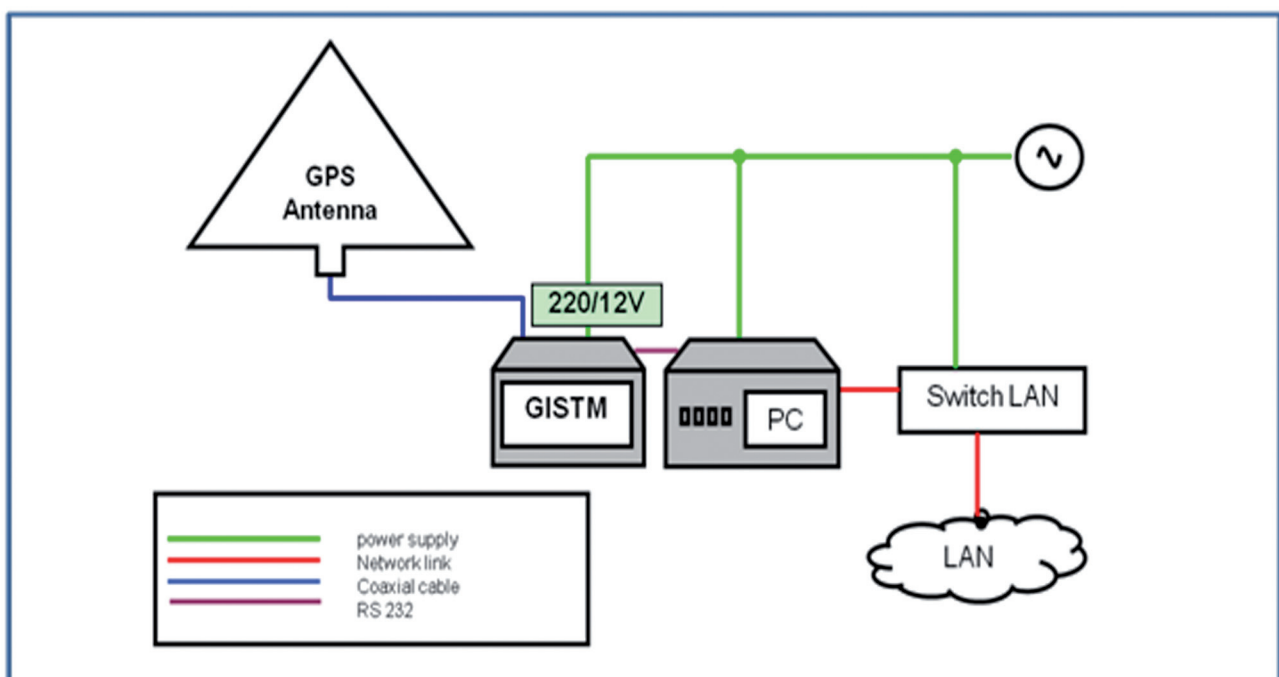 GPS
Antenna
220/12V
GISTM
PC
Switch LAN
LAN
power supply
Network link
Coaxial cable
RS 232